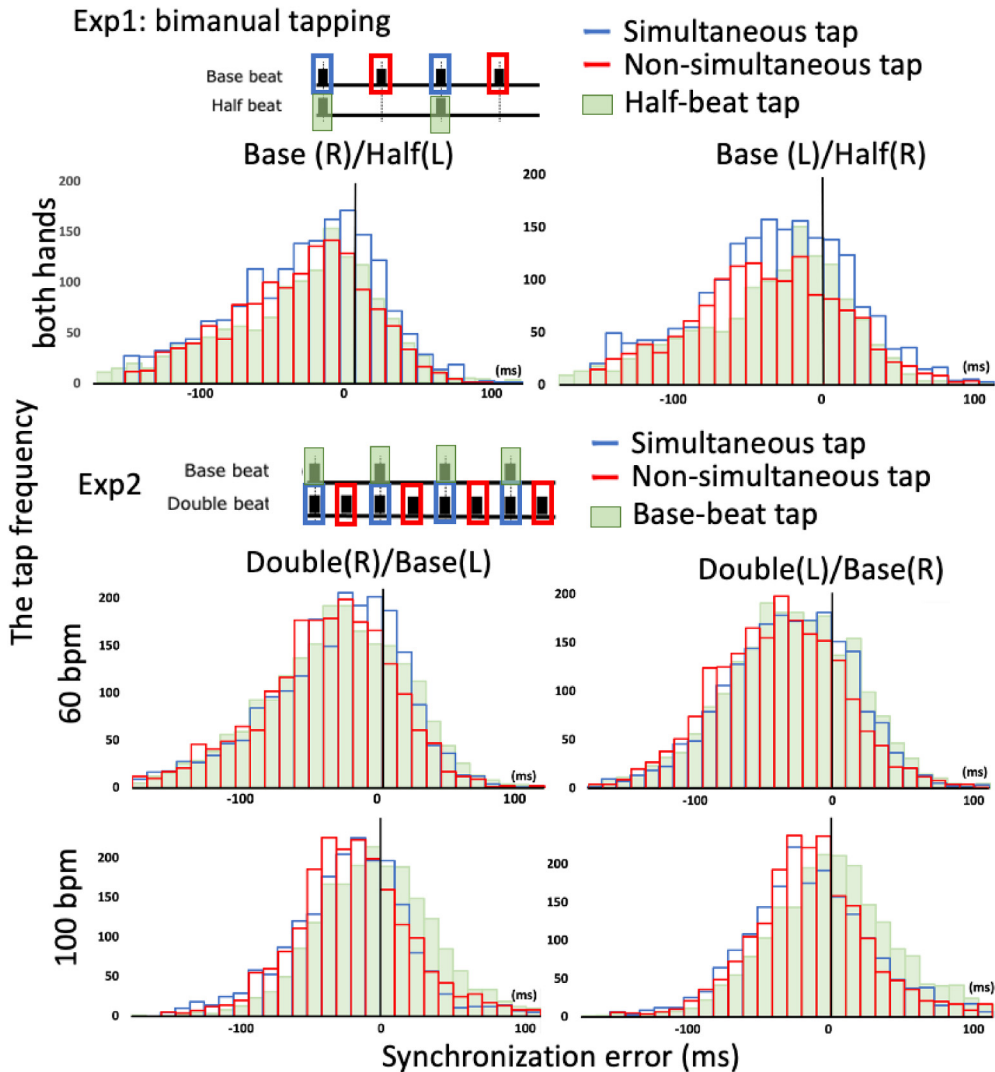 Exp1: bimanual tapping
Simultaneous tap
Non-simultaneous tap
Half-beat tap
Base beat
Half beat
Base (R)/Half(L)
Base (L)/Half(R)
both hands
200
150
100
50
0
(ms)
-100
0
100
200
150
100
50
0
(ms)
-100
0
100
The tap frequency
Exp2
Base beat
Double beat
Simultaneous tap
Non-simultaneous tap
Base-beat tap
Double(R)/Base(L)
Double(L)/Base(R)
60 bpm
200
150
100
50
0
(ms)
-100
0
100
200
150
100
50
0
(ms)
-100
0
100
100 bpm
200
150
100
50
0
(ms)
-100
0
100
200
150
100
50
0
(ms)
-100
0
100
Synchronization error (ms)